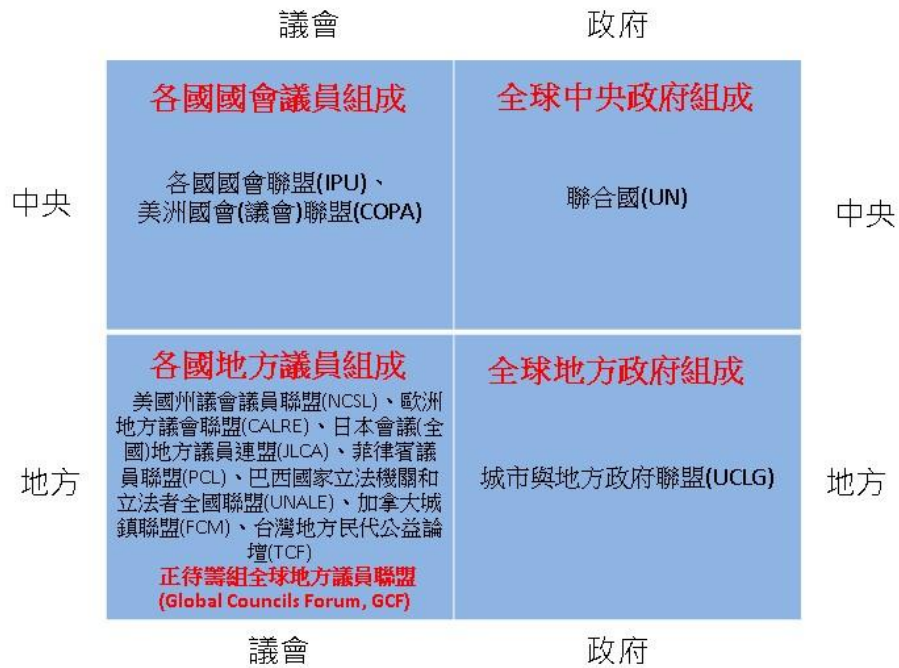 議會
政府
各國國會議員組成
各國國會聯盟(IPU)、
美洲國會(議會)聯盟(COPA)
全球中央政府組成
聯合國(UN)
中央
中央
各國地方議員組成
美國州議會議員聯盟(NCSL)、歐洲
地方議會聯盟(CALRE)、日本會議(全
國)地方議員連盟(JLCA)、菲律賓議
員聯盟(PCL)、巴西國家立法機關和
立法者全國聯盟(UNALE)、加拿大城
鎮聯盟(FCM)、台灣地方民代公益論
壇(TCF)
正待籌組全球地方議員聯盟
(Global Councils Forum, GCF)
全球地方政府組成
城市與地方政府聯盟(UCLG)
地方
地方
議會
政府